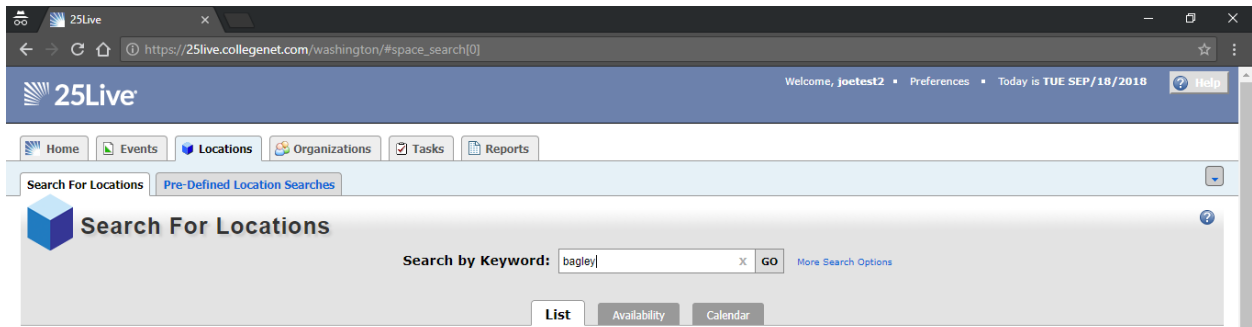 25Live
https://25live.collegenet.com/washington/#space_search[0]
25Live
Welcome, joetest2 ▪ Preferences ▪ Today is TUE SEP/18/2018
Help
Home Events Locations Organizations Tasks Reports
Search For Locations Pre-Defined Location Searches
Search For Locations
Search by Keyword: bagley x GO More Search Options
List Availability Calendar